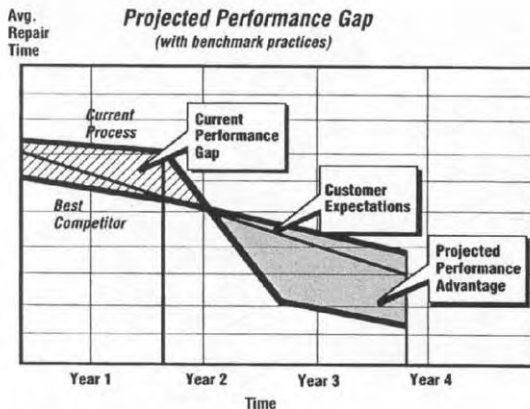 Avg.
Repair
Time
Projected Performance Gap
(with benchmark practices)
Current
Process
Current
Performance
Gap
Best
Competitor
Customer
Expectations
Projected
Performance
Advantage
Year 1
Year 2
Year 3
Year 4
Time